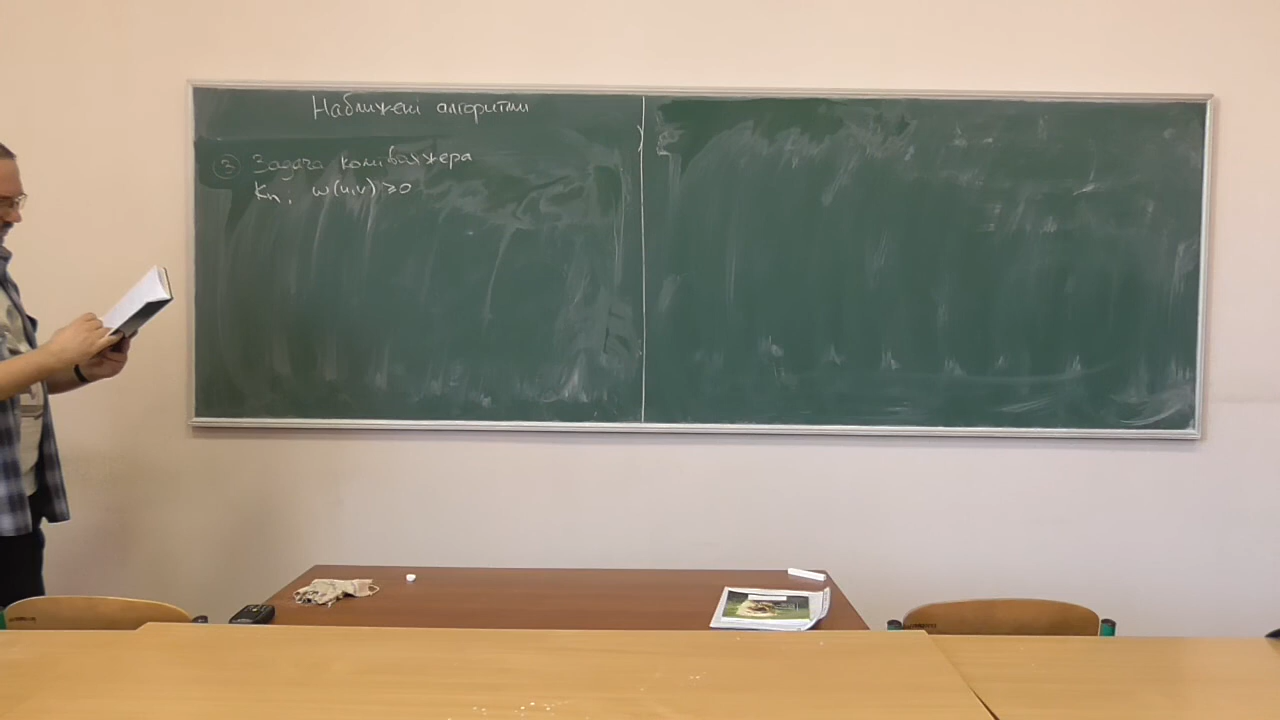 Наближені алгоритми
③ Задача комівояжера
Kₙ; w(u,v) ≥ 0